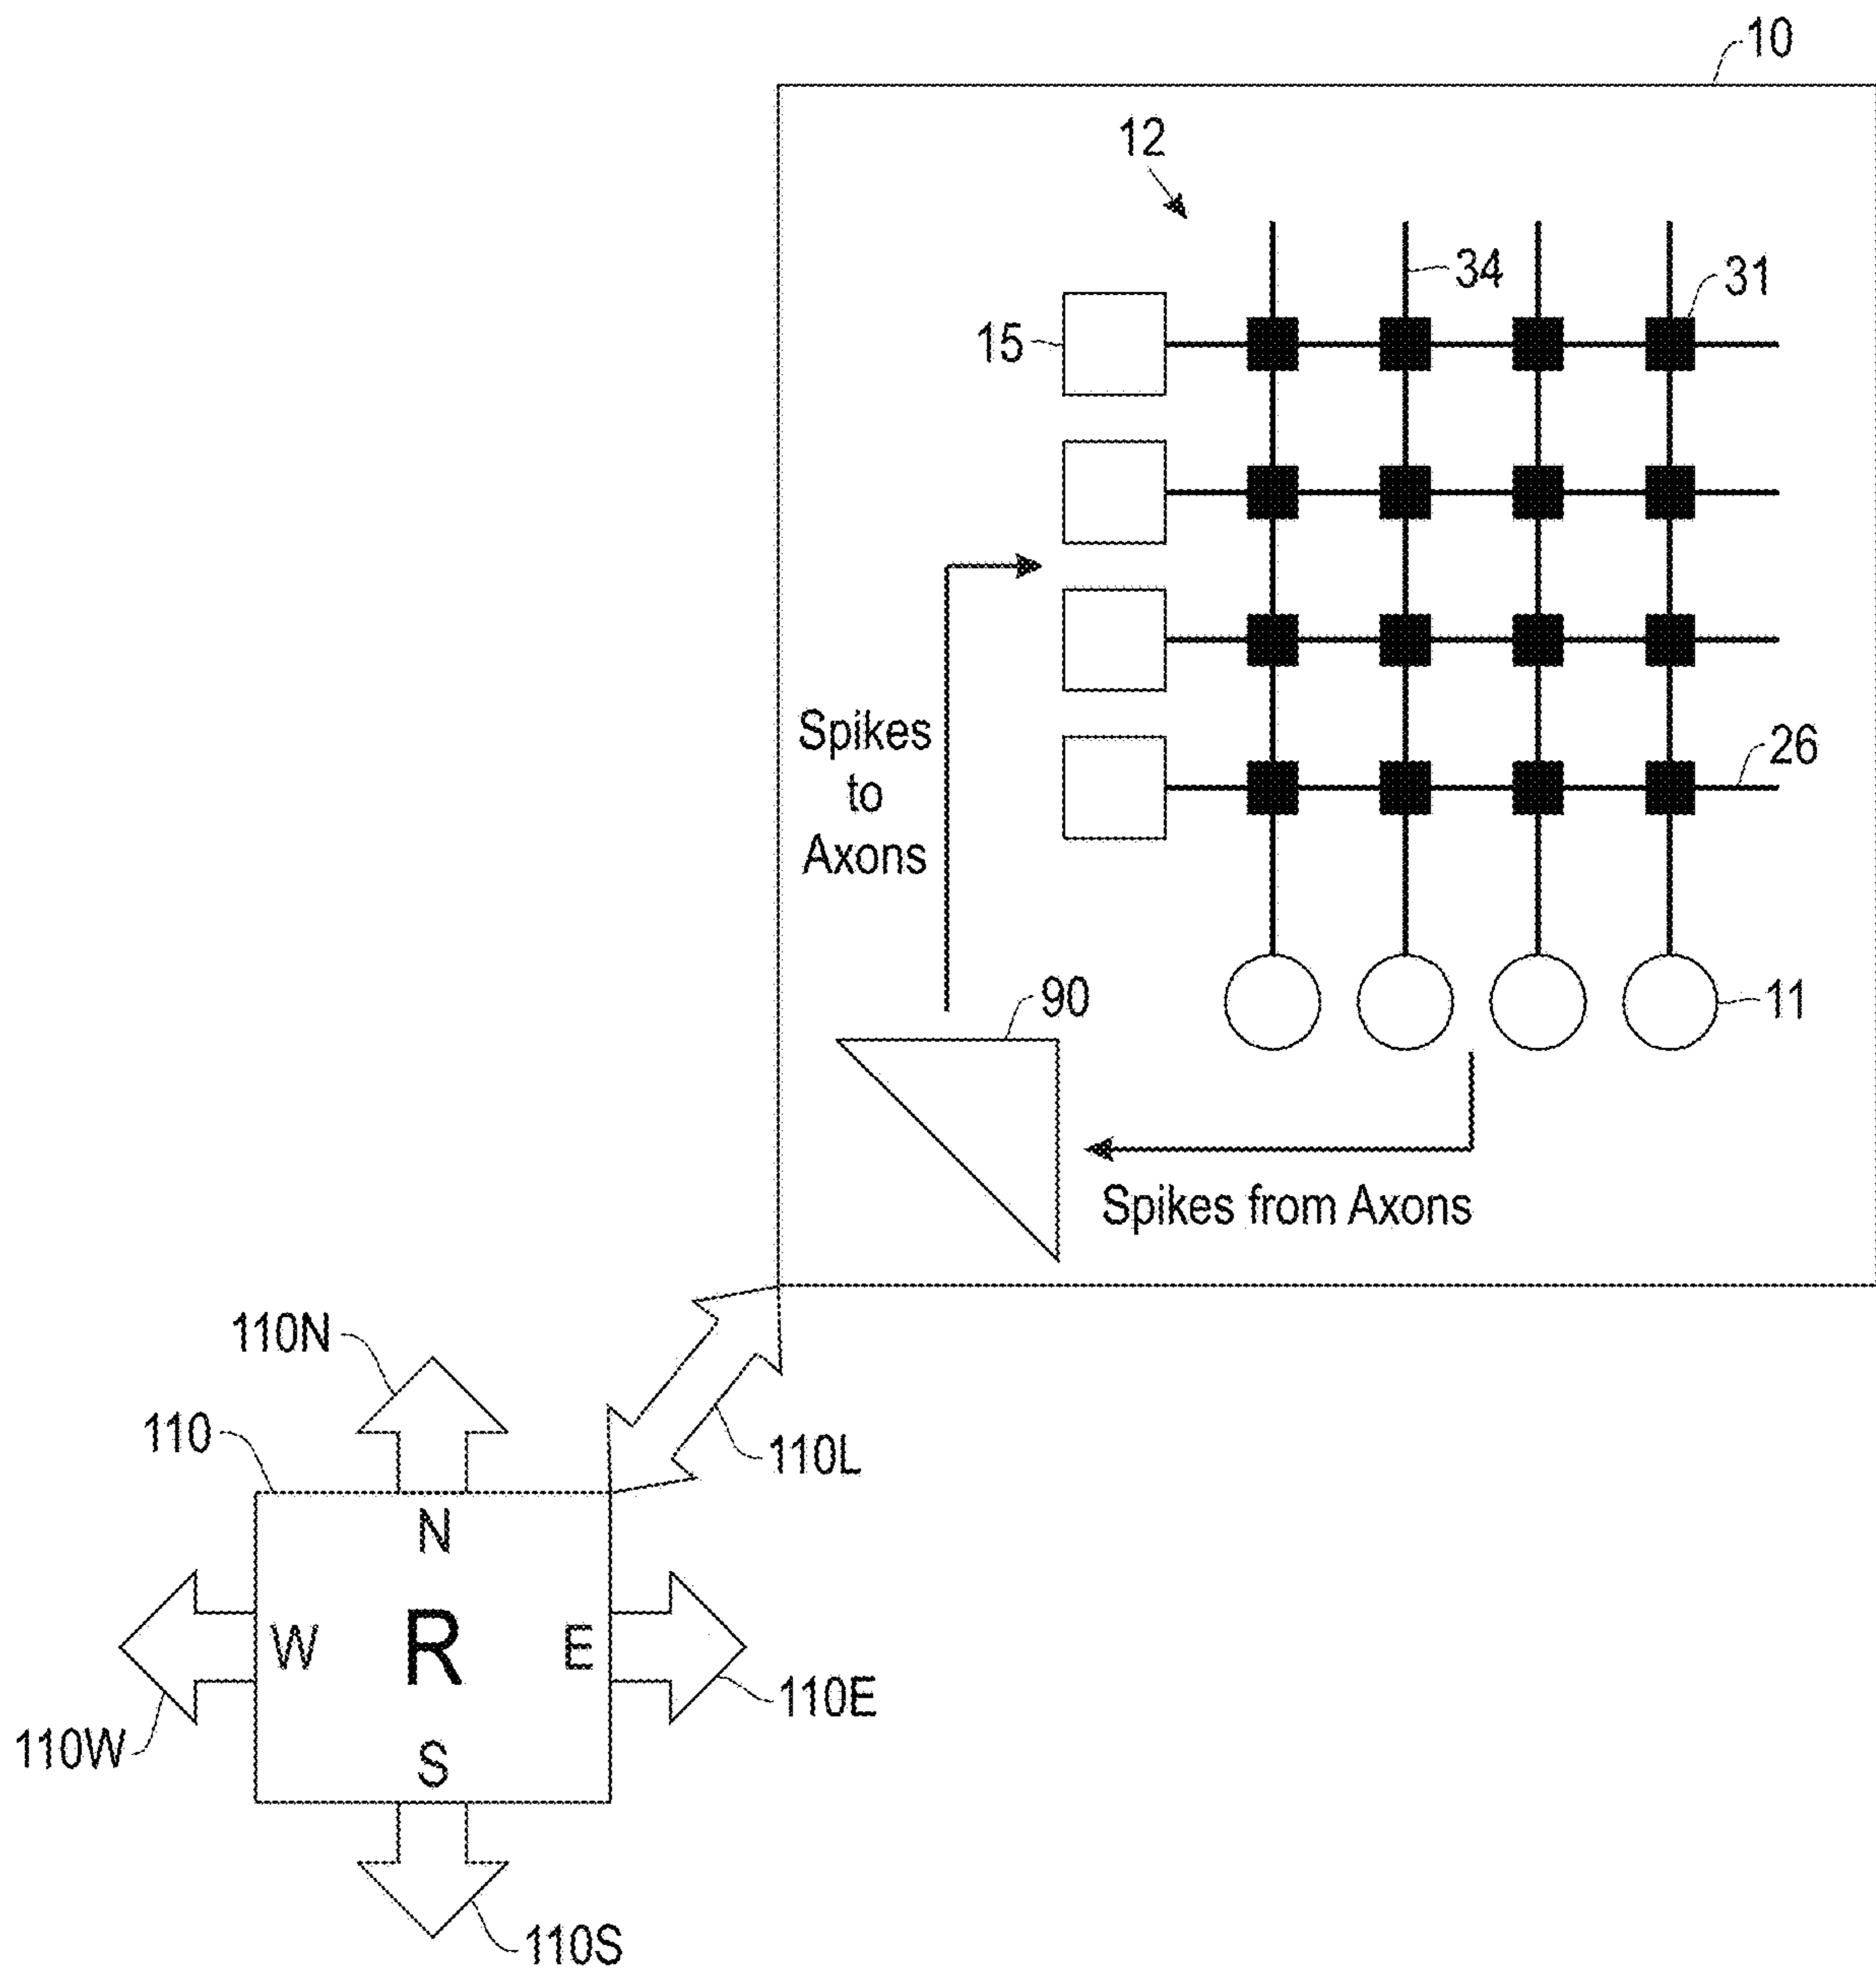 10
12
34
31
15
26
Spikes
to
Axons
90
11
Spikes from Axons
110N
110
110L
N
W
R
E
110E
110W
S
110S